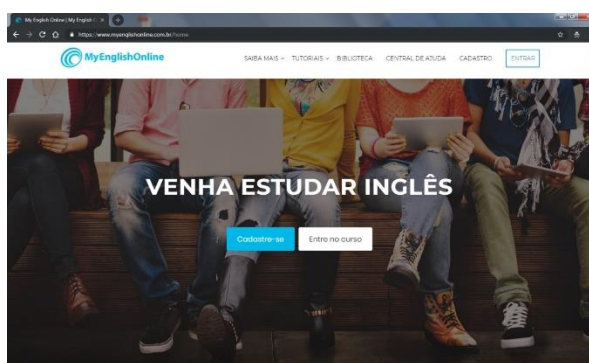 My English Online | My English O
https://www.myenglishonline.com.br/home
MyEnglishOnline
SAIBA MAIS TUTORIAIS BIBLIOTECA CENTRAL DE AJUDA CADASTRO ENTRAR
VENHA ESTUDAR INGLÊS
Cadastre-se Entre no curso